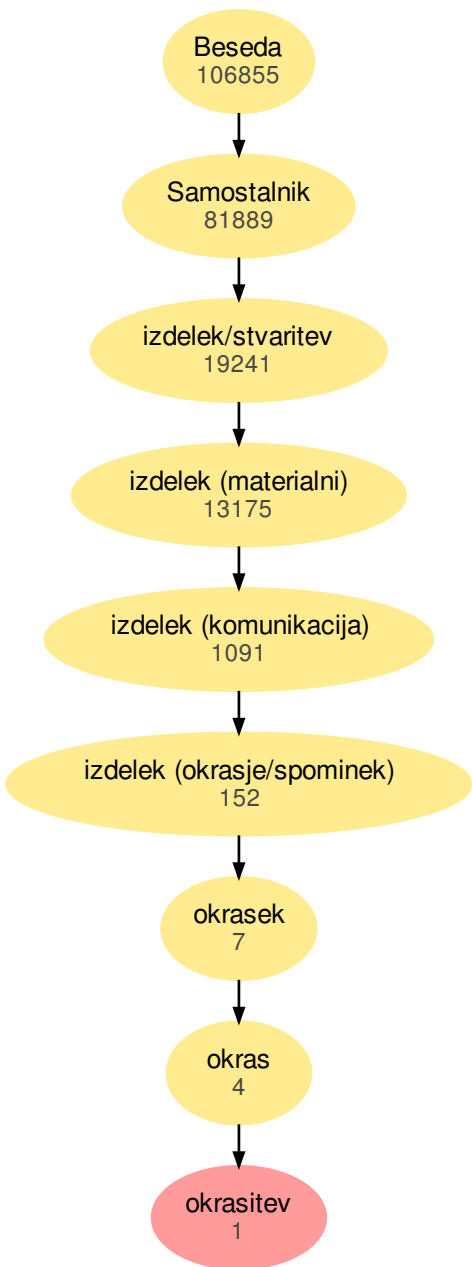 Beseda
106855
Samostalnik
81889
izdelek/stvaritev
19241
izdelek (materialni)
13175
izdelek (komunikacija)
1091
izdelek (okrasje/spominek)
152
okrasek
7
okras
4
okrasitev
1